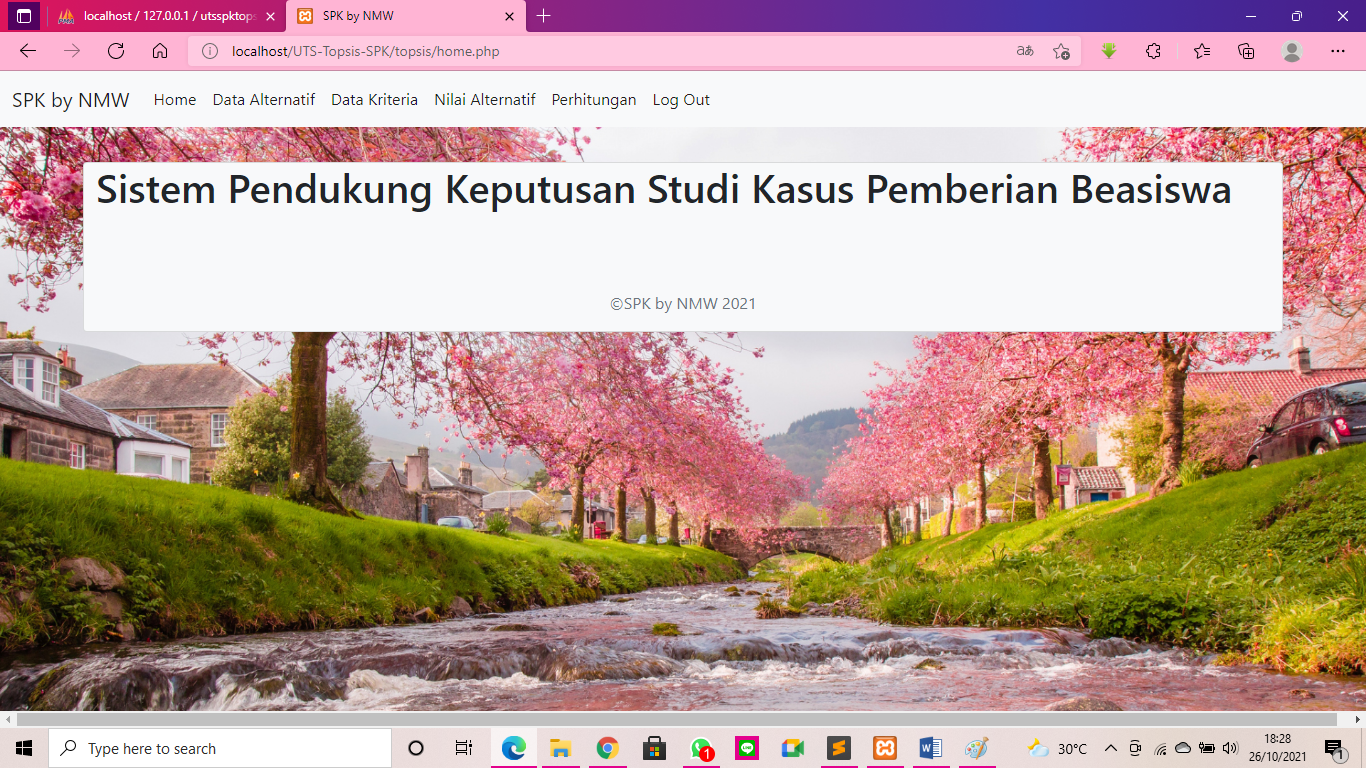 localhost / 127.0.0.1 / utsspktops
SPK by NMW
localhost/UTS-Topsis-SPK/topsis/home.php
SPK by NMW Home Data Alternatif Data Kriteria Nilai Alternatif Perhitungan Log Out
Sistem Pendukung Keputusan Studi Kasus Pemberian Beasiswa
©SPK by NMW 2021
Type here to search
1
30°C
18:28
26/10/2021
1